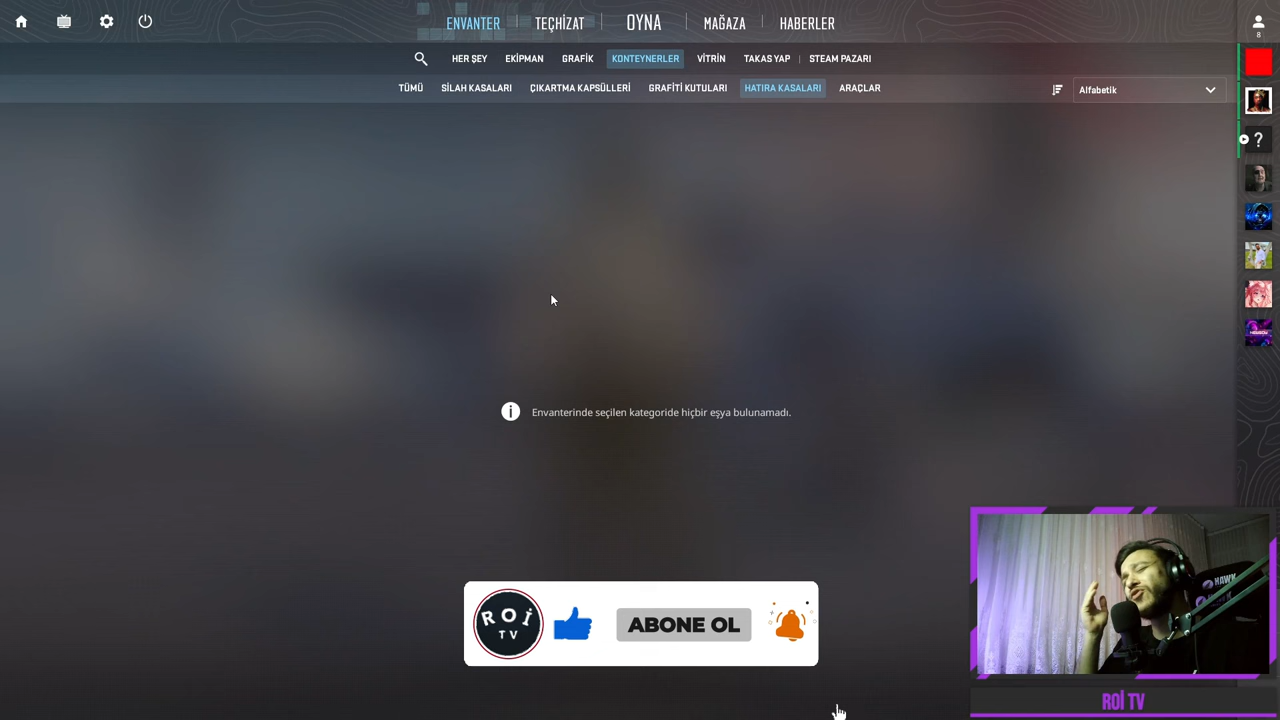 ENVANTER TEÇHİZAT OYNA MAĞAZA HABERLER
8
HER ŞEY EKİPMAN GRAFİK KONTEYNERLER VİTRİN TAKAS YAP STEAM PAZARI
TÜMÜ SİLAH KASALARI ÇIKARTMA KAPSÜLLERİ GRAFİTİ KUTULARI HATIRA KASALARI ARAÇLAR Alfabetik
?
Envanterinde seçilen kategoride hiçbir eşya bulunamadı.
ROİ
TV
ABONE OL
HAWK
ROİ TV